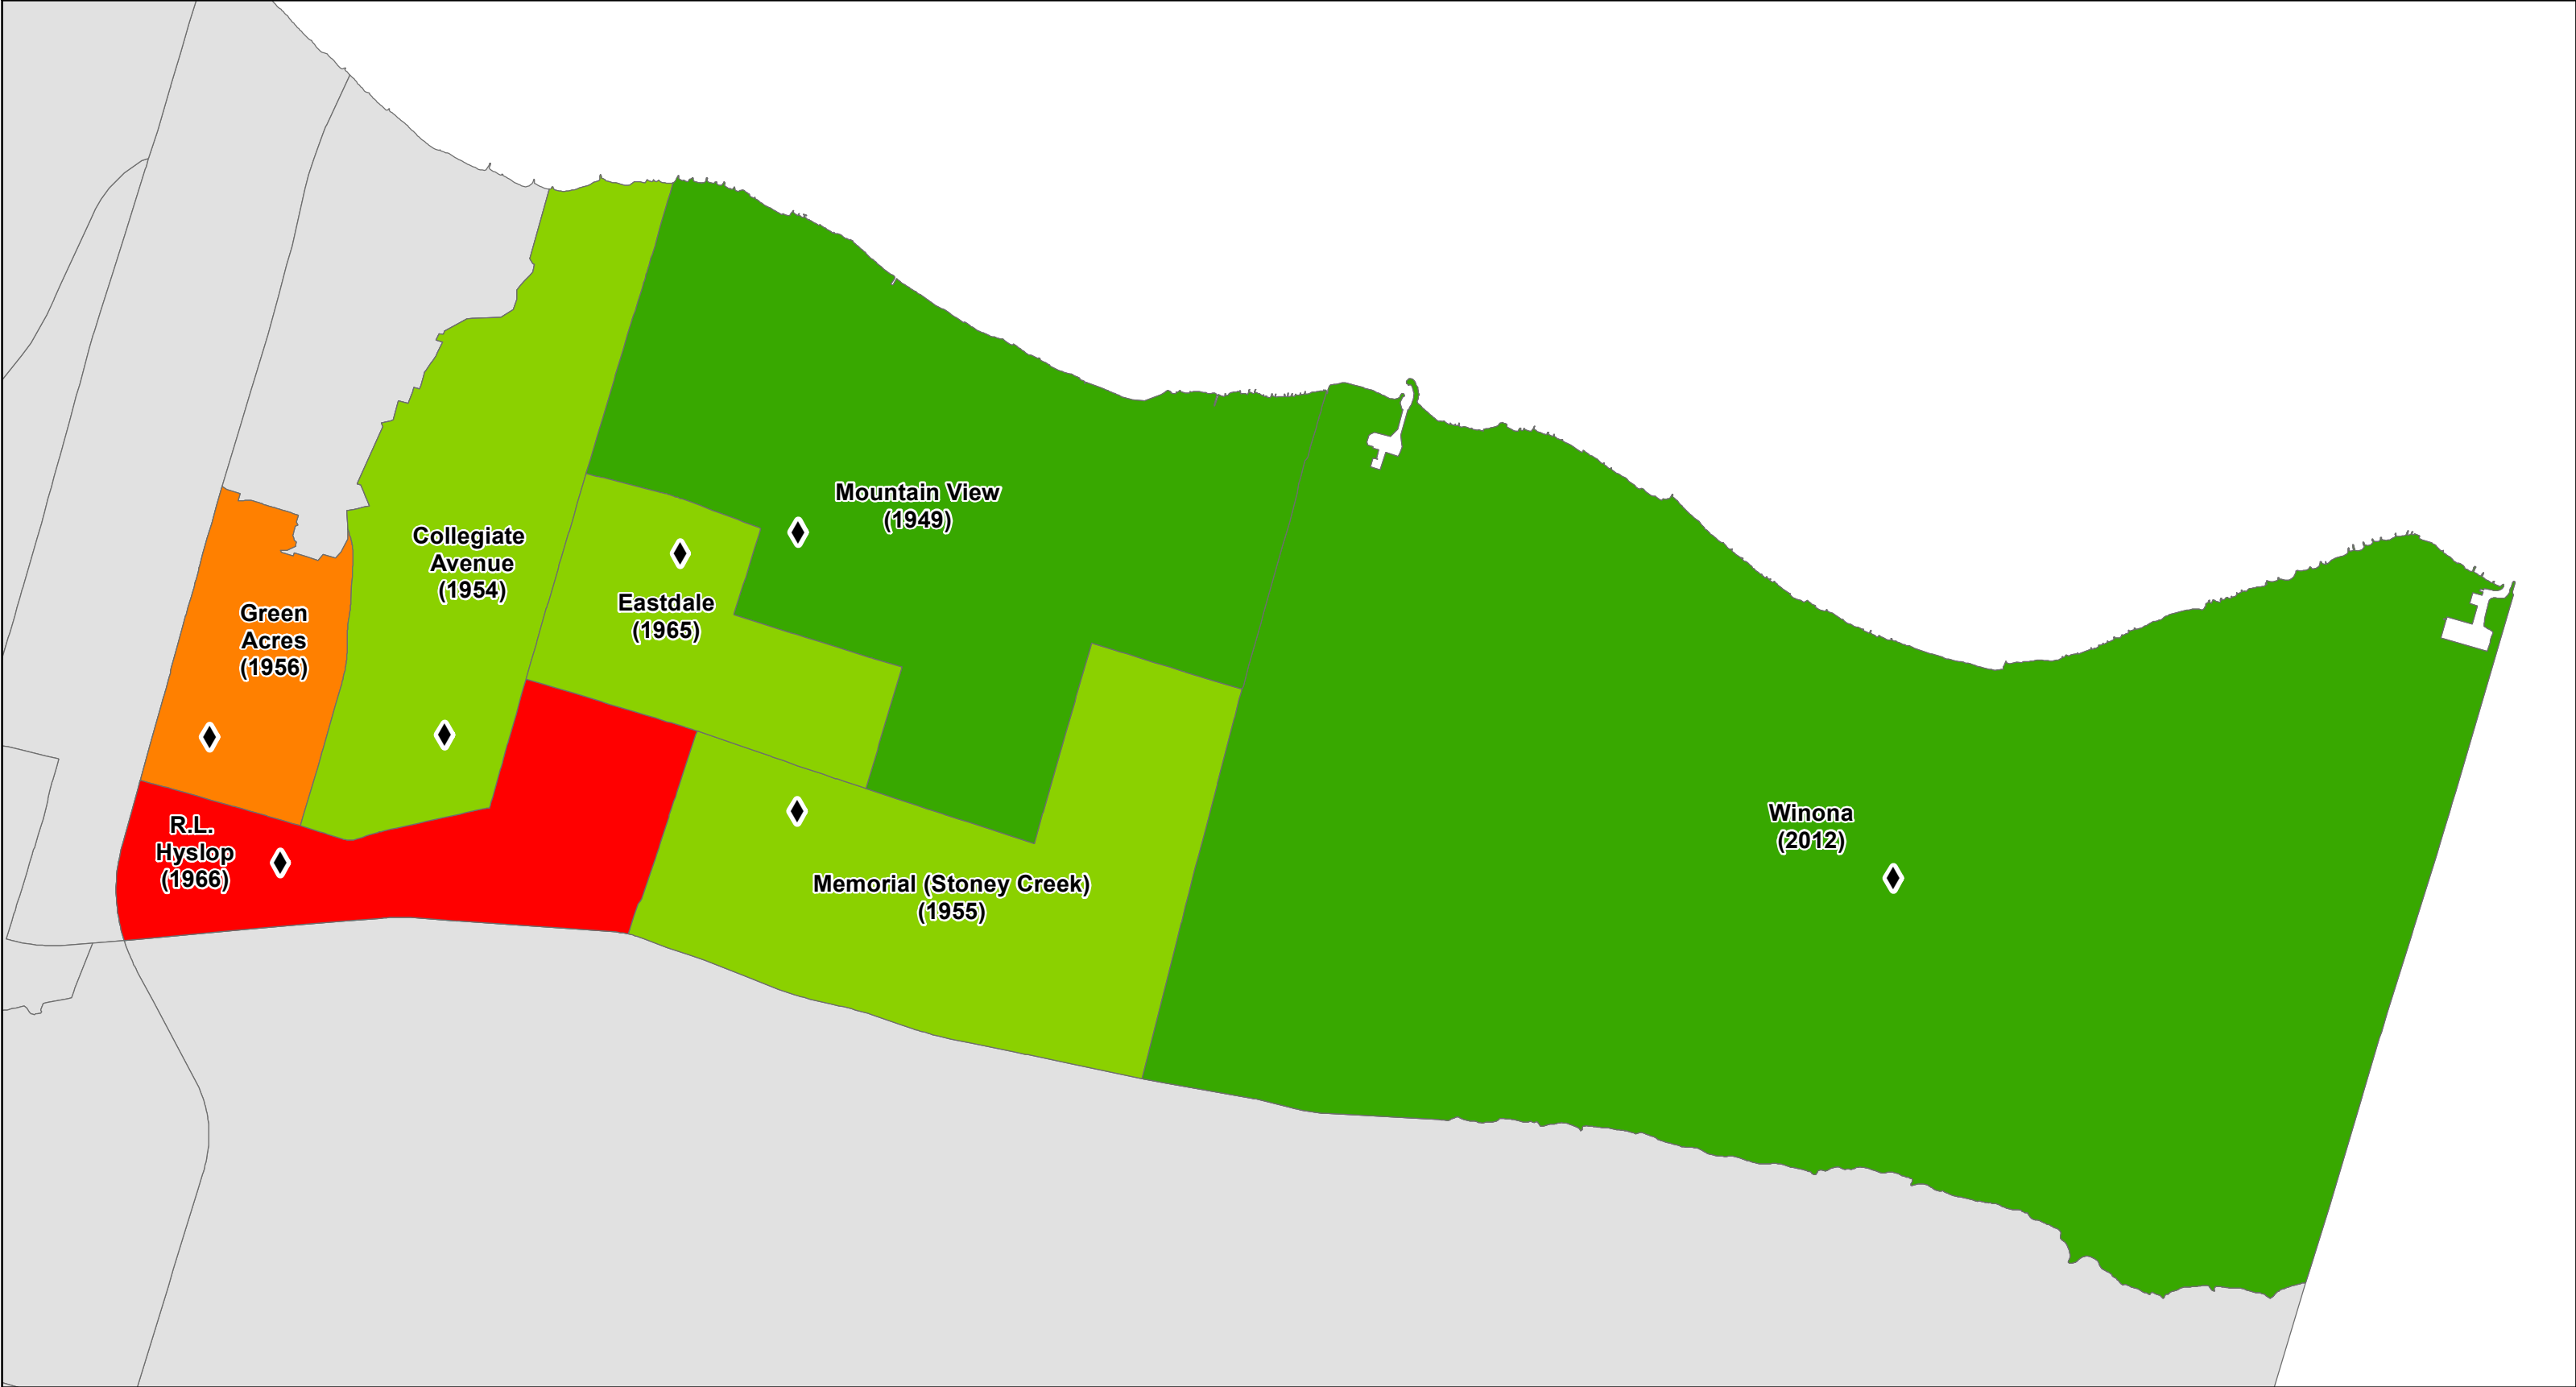 Mountain View
(1949)
Collegiate
Avenue
(1954)
Eastdale
(1965)
Green
Acres
(1956)
R.L.
Hyslop
(1966)
Memorial (Stoney Creek)
(1955)
Winona
(2012)